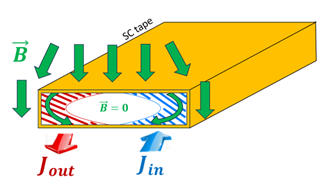 SC tape
B⃗
B⃗ = 0
J_out
J_in